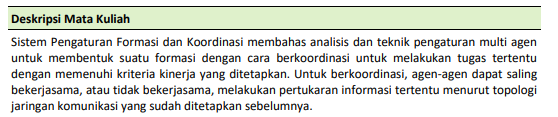 Deskripsi Mata Kuliah
Sistem Pengaturan Formasi dan Koordinasi membahas analisis dan teknik pengaturan multi agen
untuk membentuk suatu formasi dengan cara berkoordinasi untuk melakukan tugas tertentu
dengan memenuhi kriteria kinerja yang ditetapkan. Untuk berkoordinasi, agen-agen dapat saling
bekerjasama, atau tidak bekerjasama, melakukan pertukaran informasi tertentu menurut topologi
jaringan komunikasi yang sudah ditetapkan sebelumnya.